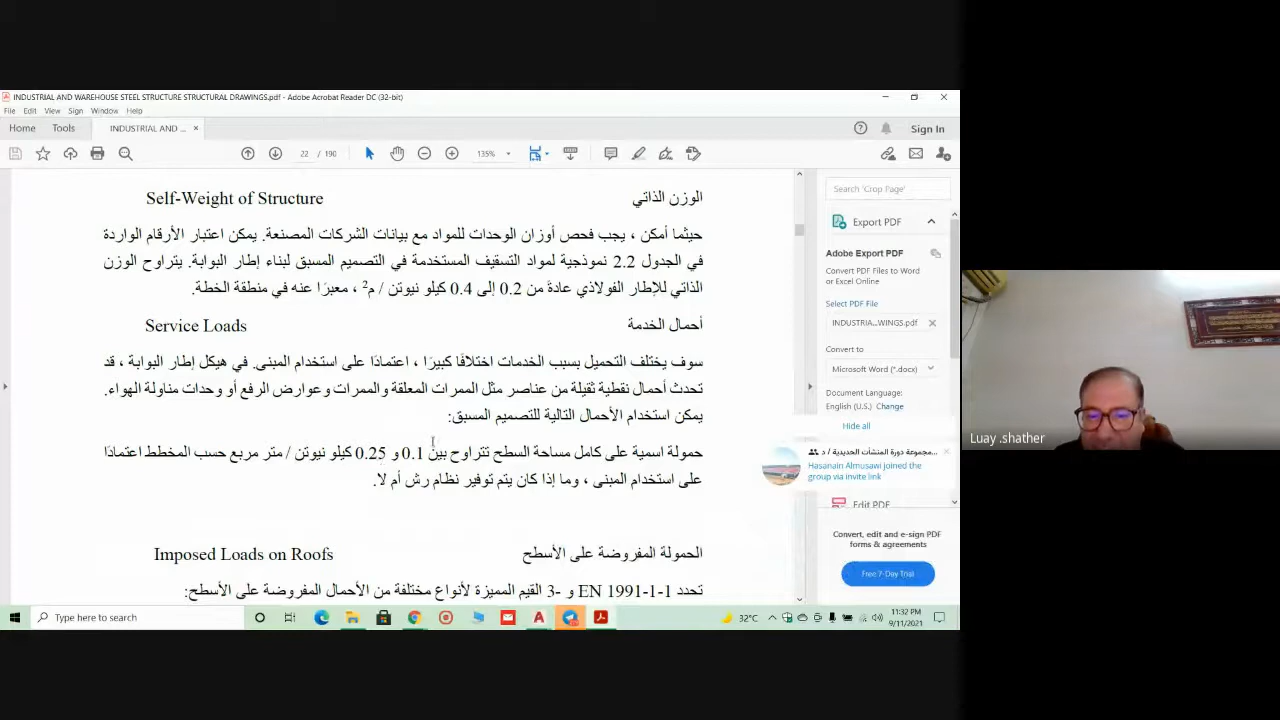 INDUSTRIAL AND WAREHOUSE STEEL STRUCTURE STRUCTURAL DRAWINGS.pdf - Adobe Acrobat Reader DC (32-bit)
File Edit View Sign Window Help
Home Tools INDUSTRIAL AND ... × Sign In
22 / 190 135%
الوزن الذاتي Self-Weight of Structure
حيثما أمكن ، يجب فحص أوزان الوحدات للمواد مع بيانات الشركات المصنعة. يمكن اعتبار الأرقام الواردة
في الجدول 2.2 نموذجية لمواد التسقيف المستخدمة في التصميم المسبق لبناء إطار البوابة. يتراوح الوزن
الذاتي للإطار الفولاذي عادةً من 0.2 إلى 0.4 كيلو نيوتن / م² ، معبرًا عنه في منطقة الخطة.
أحمال الخدمة Service Loads
سوف يختلف التحميل بسبب الخدمات اختلافًا كبيرًا ، اعتمادًا على استخدام المبنى. في هيكل إطار البوابة ، قد
تحدث أحمال نقطية ثقيلة من عناصر مثل الممرات المعلقة والممرات وعوارض الرفع أو وحدات مناولة الهواء.
يمكن استخدام الأحمال التالية للتصميم المسبق:
حمولة اسمية على كامل مساحة السطح تتراوح بين 0.1 و 0.25 كيلو نيوتن / متر مربع حسب المخطط اعتمادًا
على استخدام المبنى ، وما إذا كان يتم توفير نظام رش أم لا.
الحمولة المفروضة على الأسطح Imposed Loads on Roofs
تحدد EN 1991-1-1 و -3 القيم المميزة لأنواع مختلفة من الأحمال المفروضة على الأسطح:
Search 'Crop Page'
Export PDF
Adobe Export PDF
Convert PDF Files to Word
or Excel Online
Select PDF File
INDUSTRIA...WINGS.pdf
Convert to
Microsoft Word (*.docx)
Document Language:
English (U.S.) Change
Hide all
مجموعة دورة المنشآت الحديدية / د...
Hasanain Almusawi joined the
group via invite link
Edit PDF
Convert, edit and e-sign PDF
forms & agreements
Free 7-Day Trial
Type here to search
32°C
11:32 PM
9/11/2021
Luay .shather